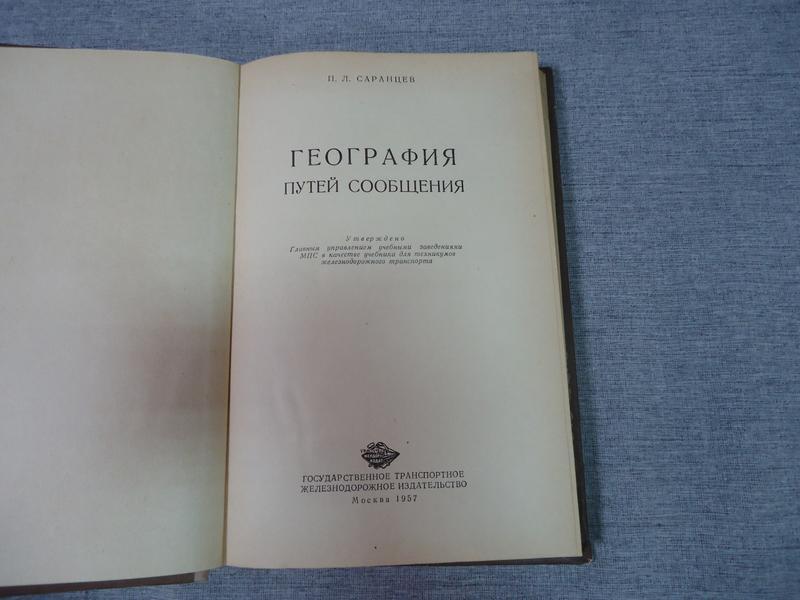 П. Л. САРАНЦЕВ
ГЕОГРАФИЯ
ПУТЕЙ СООБЩЕНИЯ
Утверждено
Главным управлением учебными заведениями
МПС в качестве учебника для техникумов
железнодорожного транспорта
ГОСУДАРСТВЕННОЕ ТРАНСПОРТНОЕ
ЖЕЛЕЗНОДОРОЖНОЕ ИЗДАТЕЛЬСТВО
Москва 1957